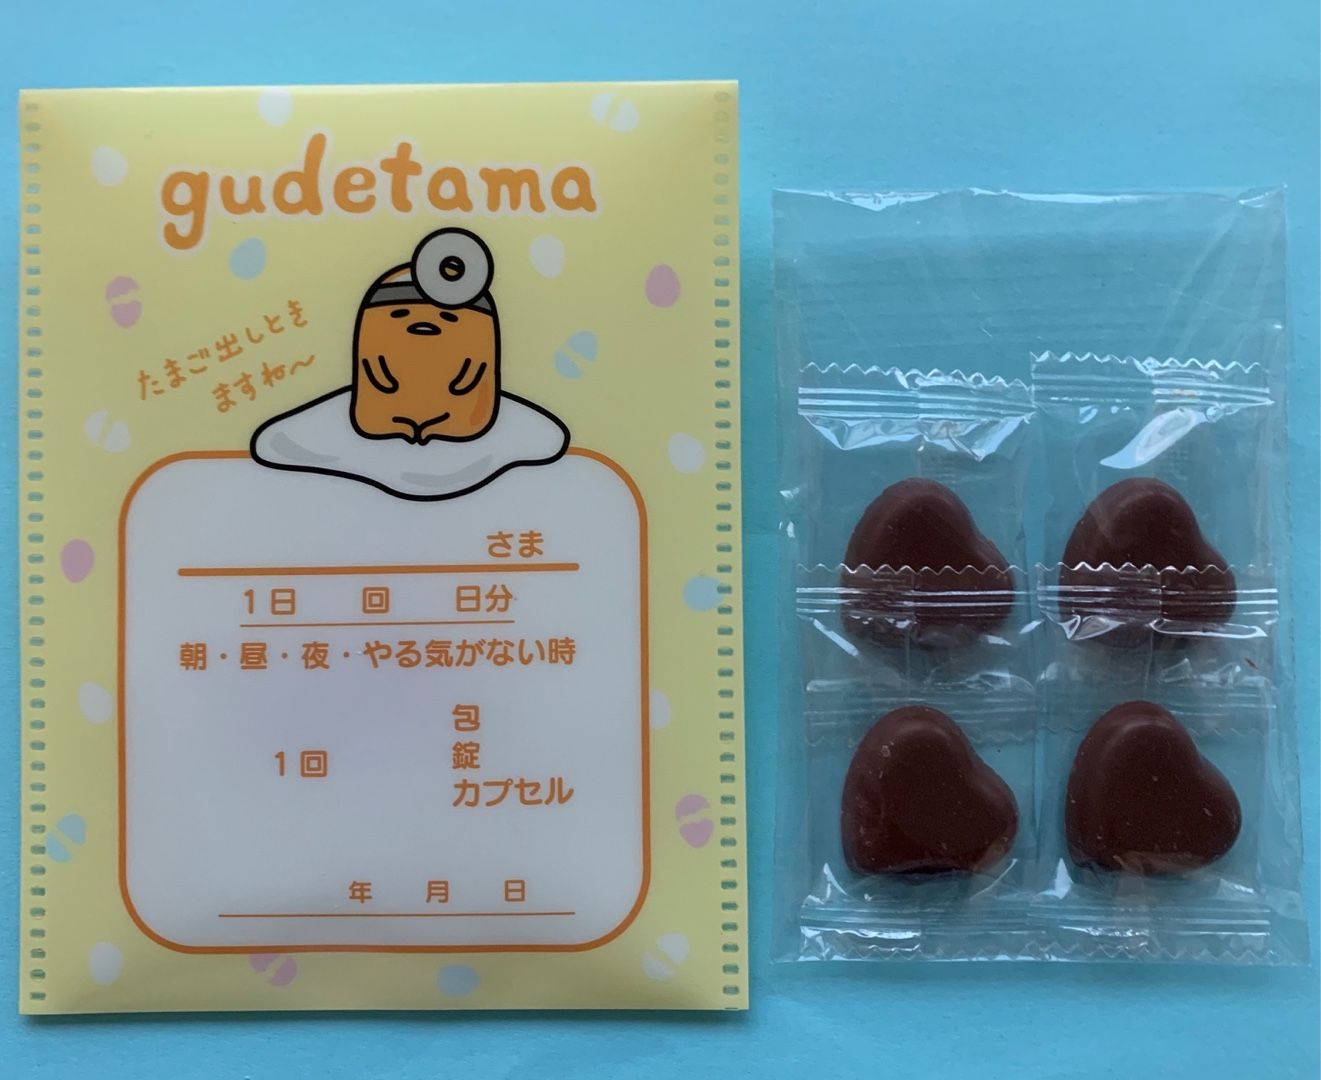 gudetama
たまご出しとき
ますね〜
さま
1日 回 日分
朝・昼・夜・やる気がない時
包
1回 錠
カプセル
年 月 日